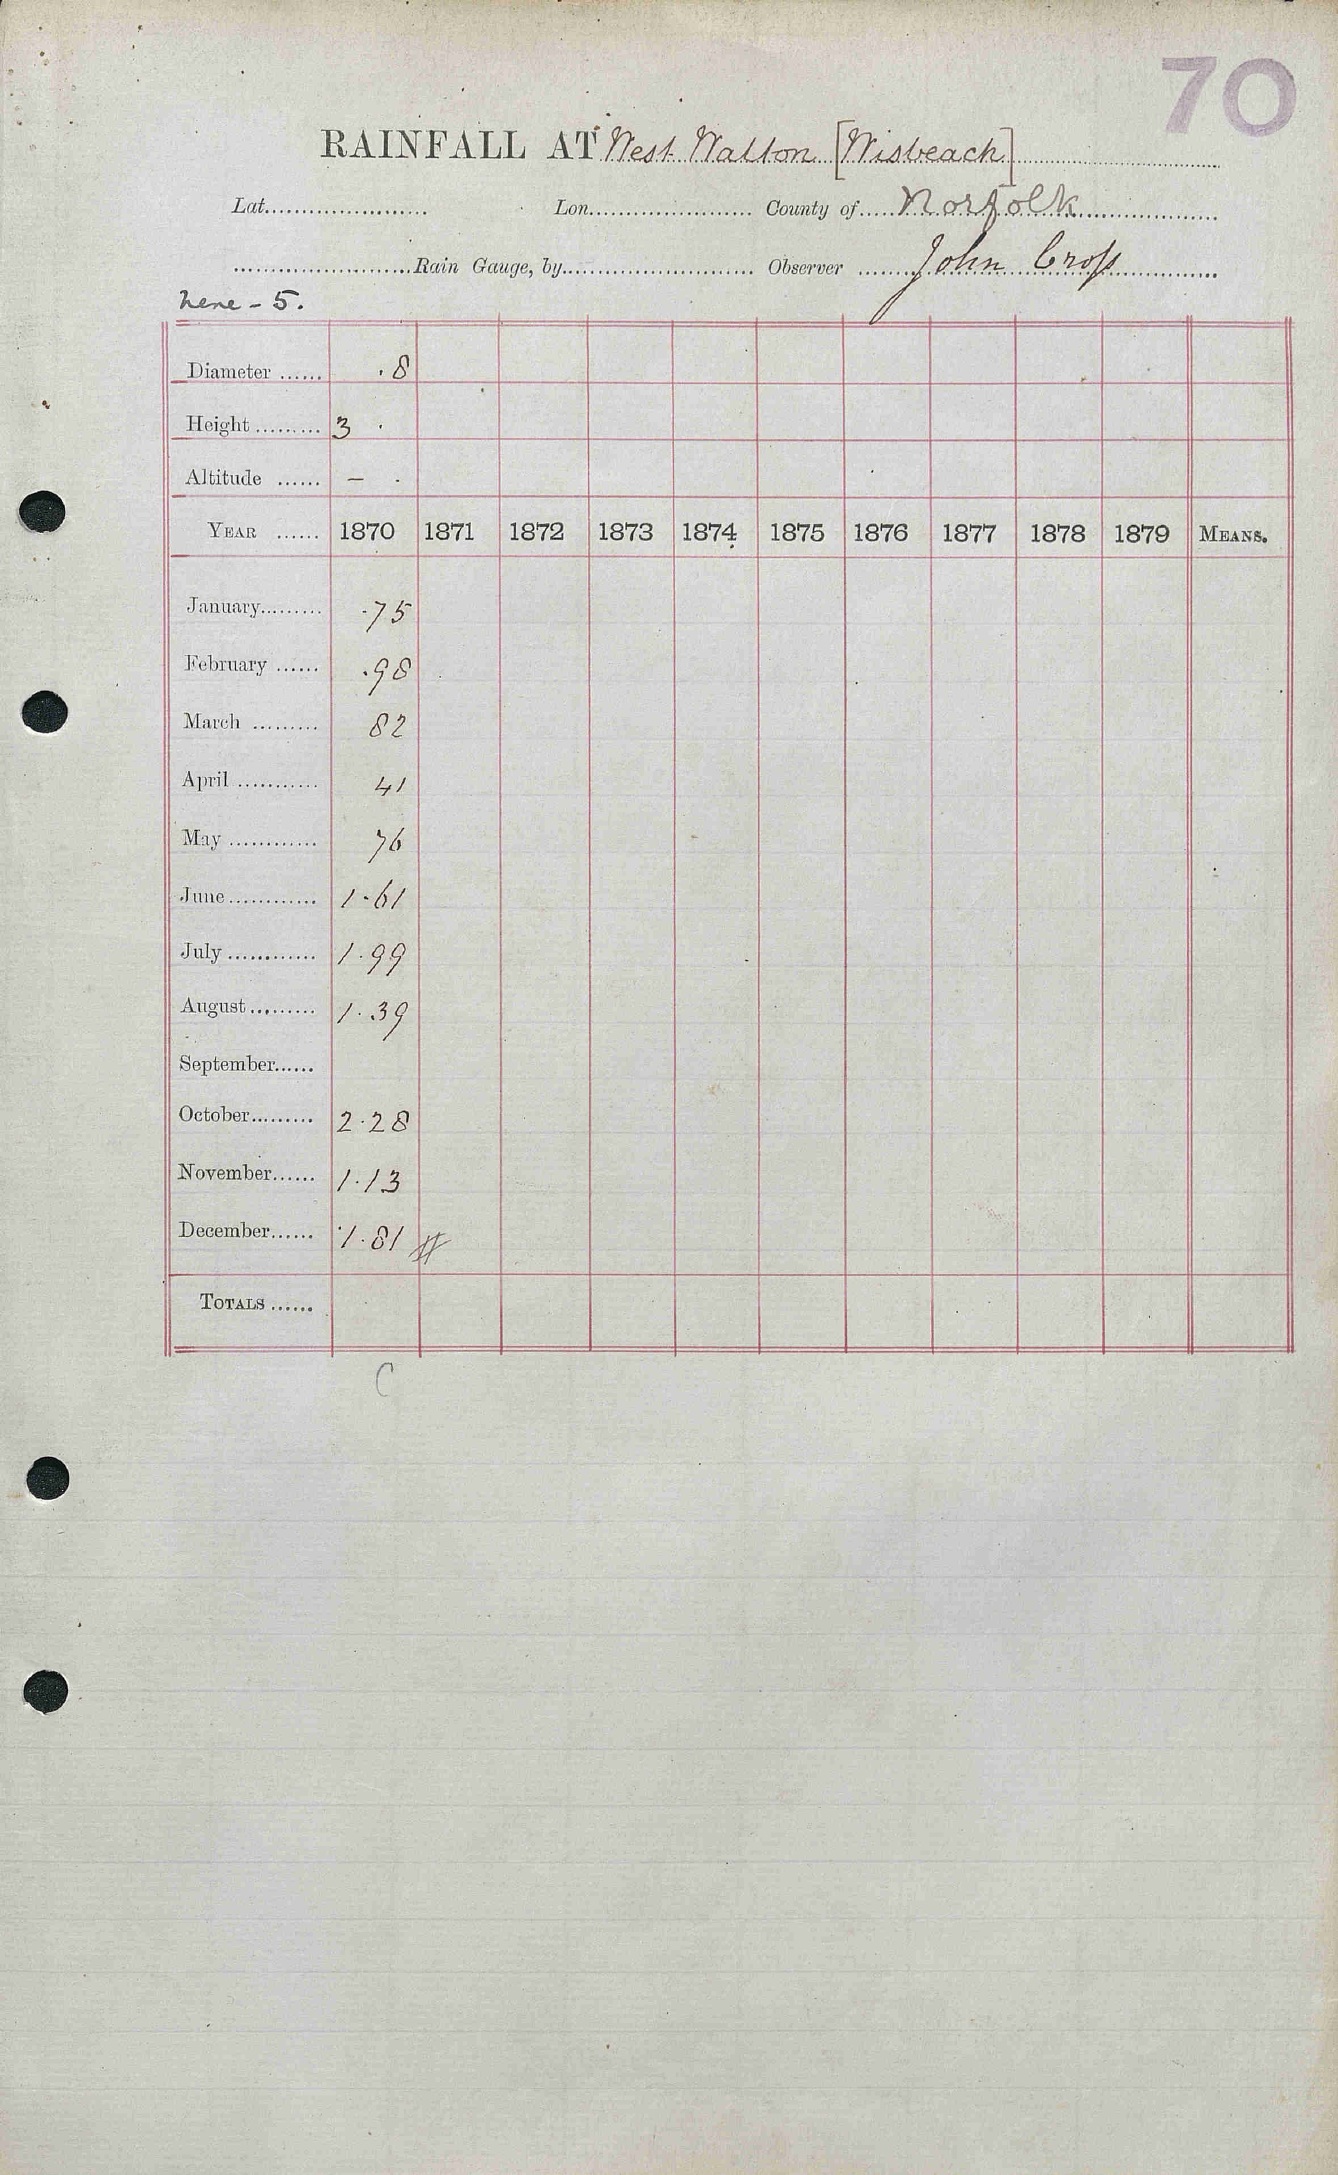 70
RAINFALL AT West Walton [Wisbeach]
Lat. Lon. County of Norfolk
Rain Gauge, by Observer John Cross
Nene - 5.
Diameter ...... .8
Height ......... 3 .
Altitude ...... - .
YEAR ...... 1870 1871 1872 1873 1874 1875 1876 1877 1878 1879 MEANS.
January......... .75
February ...... .98
March ......... 82
April ........... 41
May ............ 76
June............ 1.61
July ............ 1.99
August......... 1.39
September......
October......... 2.28
November...... 1.13
December...... 1.81 #
TOTALS ......
C